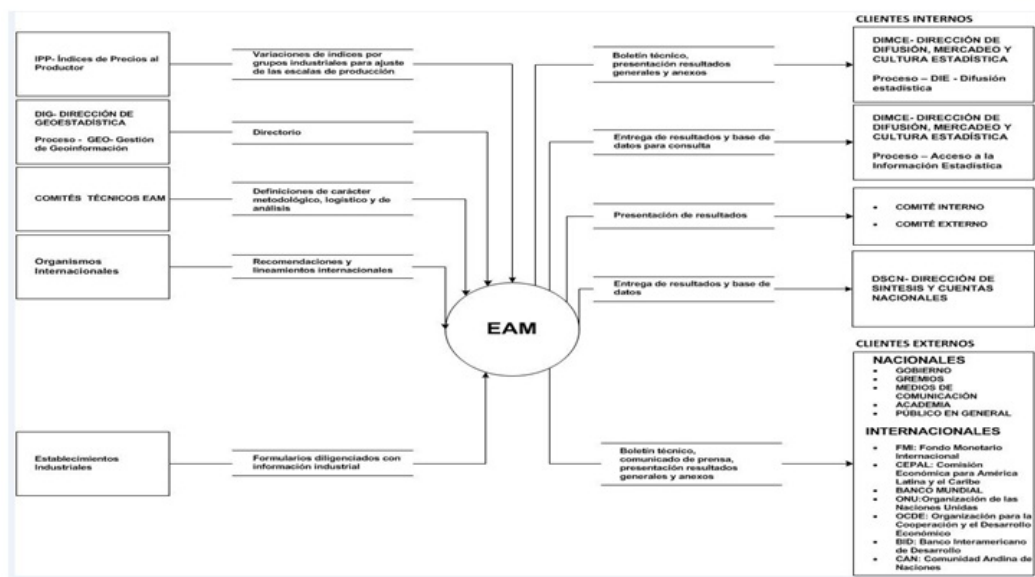 IPP- Índices de Precios al
Productor
Variaciones de índices por
grupos industriales para ajuste
de las escalas de producción
DIG- DIRECCIÓN DE
GEOESTADÍSTICA
Proceso - GEO- Gestión
de Geoinformación
Directorio
COMITÉS TÉCNICOS EAM
Definiciones de carácter
metodológico, logístico y de
análisis
Organismos
Internacionales
Recomendaciones y
lineamientos internacionales
Establecimientos
Industriales
Formularios diligenciados con
información industrial
EAM
Boletín técnico,
presentación resultados
generales y anexos
Entrega de resultados y base de
datos para consulta
Presentación de resultados
Entrega de resultados y base de
datos
Boletín técnico,
comunicado de prensa,
presentación resultados
generales y anexos
CLIENTES INTERNOS
DIMCE- DIRECCIÓN DE
DIFUSIÓN, MERCADEO Y
CULTURA ESTADÍSTICA
Proceso – DIE - Difusión
estadística
DIMCE- DIRECCIÓN DE
DIFUSIÓN, MERCADEO Y
CULTURA ESTADÍSTICA
Proceso – Acceso a la
Información Estadística
• COMITÉ INTERNO
• COMITÉ EXTERNO
DSCN- DIRECCIÓN DE
SINTESIS Y CUENTAS
NACIONALES
CLIENTES EXTERNOS
NACIONALES
• GOBIERNO
• GREMIOS
• MEDIOS DE
COMUNICACIÓN
• ACADEMIA
• PÚBLICO EN GENERAL
INTERNACIONALES
• FMI: Fondo Monetario
Internacional
• CEPAL: Comisión
Económica para América
Latina y el Caribe
• BANCO MUNDIAL
• ONU:Organización de las
Naciones Unidas
• OCDE: Organización para la
Cooperación y el Desarrollo
Económico
• BID: Banco Interamericano
de Desarrollo
• CAN: Comunidad Andina de
Naciones